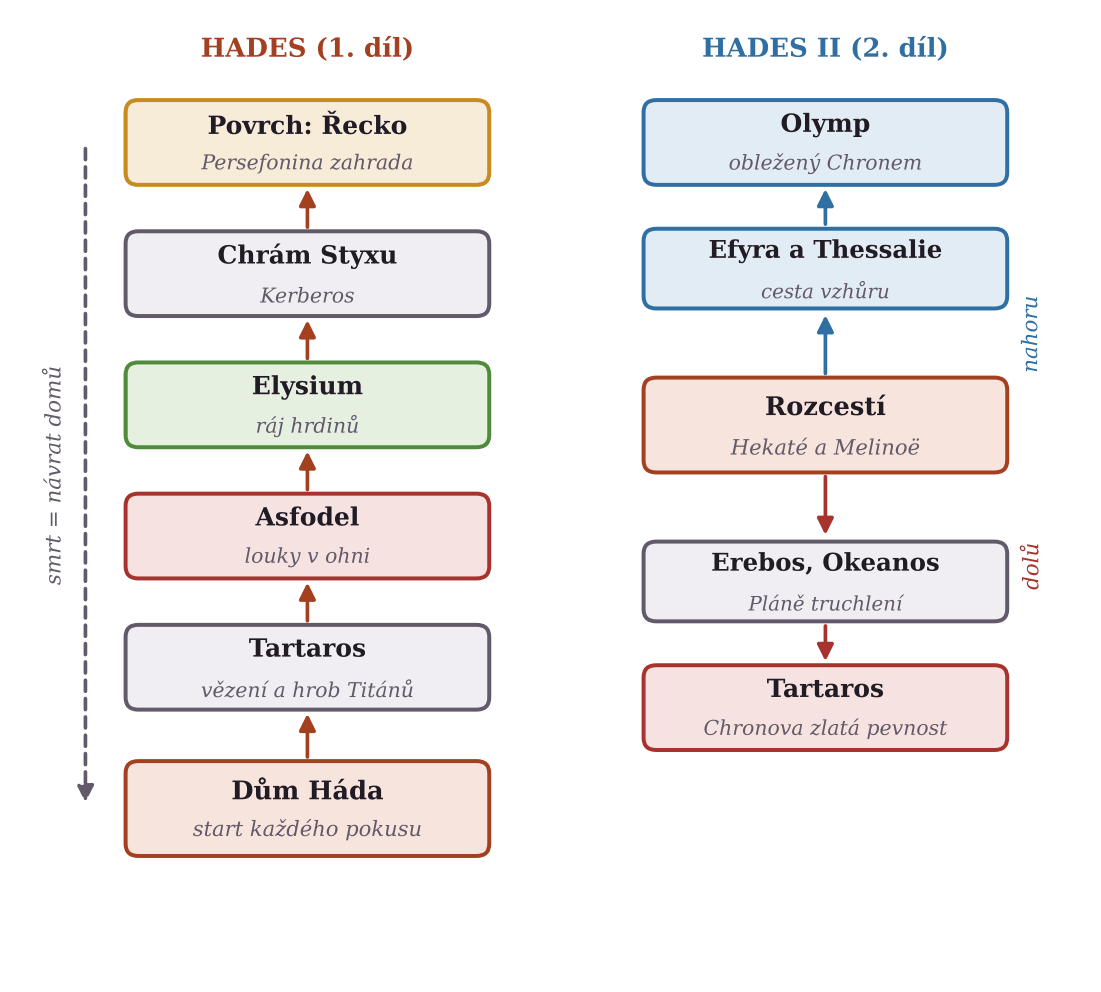 HADES (1. díl)
Povrch: Řecko
Persefonina zahrada
Chrám Styxu
Kerberos
Elysium
ráj hrdinů
Asfodel
louky v ohni
Tartaros
vězení a hrob Titánů
Dům Háda
start každého pokusu
smrt = návrat domů
HADES II (2. díl)
Olymp
obležený Chronem
Efyra a Thessalie
cesta vzhůru
nahoru
Rozcestí
Hekaté a Melinoë
Erebos, Okeanos
Pláně truchlení
dolů
Tartaros
Chronova zlatá pevnost